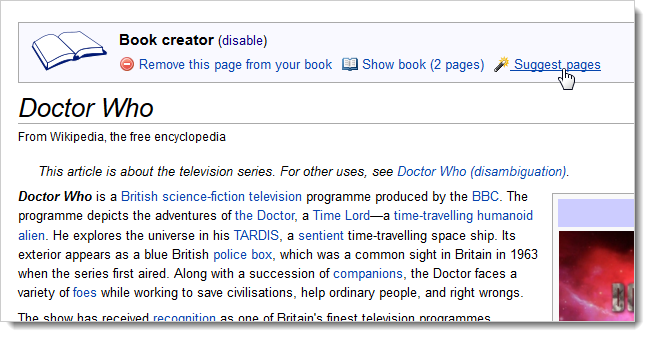 Book creator (disable)
Remove this page from your book Show book (2 pages) Suggest pages
Doctor Who
From Wikipedia, the free encyclopedia
This article is about the television series. For other uses, see Doctor Who (disambiguation).
Doctor Who is a British science-fiction television programme produced by the BBC. The
programme depicts the adventures of the Doctor, a Time Lord—a time-travelling humanoid
alien. He explores the universe in his TARDIS, a sentient time-travelling space ship. Its
exterior appears as a blue British police box, which was a common sight in Britain in 1963
when the series first aired. Along with a succession of companions, the Doctor faces a
variety of foes while working to save civilisations, help ordinary people, and right wrongs.
The show has received recognition as one of Britain's finest television programmes